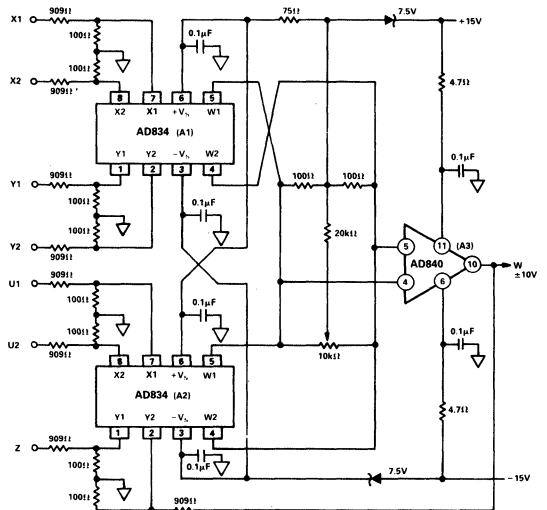 X1
909Ω
75Ω
7.5V
+15V
100Ω
0.1μF
100Ω
4.7Ω
X2
909Ω
8 7 6 5
X2 X1 +Vs W1
AD834 (A1)
Y1 Y2 −Vs W2
1 2 3 4
0.1μF
100Ω 100Ω
Y1
909Ω
100Ω
0.1μF
20kΩ
5 11 (A3)
AD840
10
W
±10V
4 6
100Ω
Y2
909Ω
U1
909Ω
100Ω
0.1μF
0.1μF
100Ω
U2
909Ω
10kΩ
8 7 6 5
X2 X1 +Vs W1
AD834 (A2)
Y1 Y2 −Vs W2
1 2 3 4
4.7Ω
Z
909Ω
100Ω
0.1μF
7.5V
−15V
100Ω
909Ω